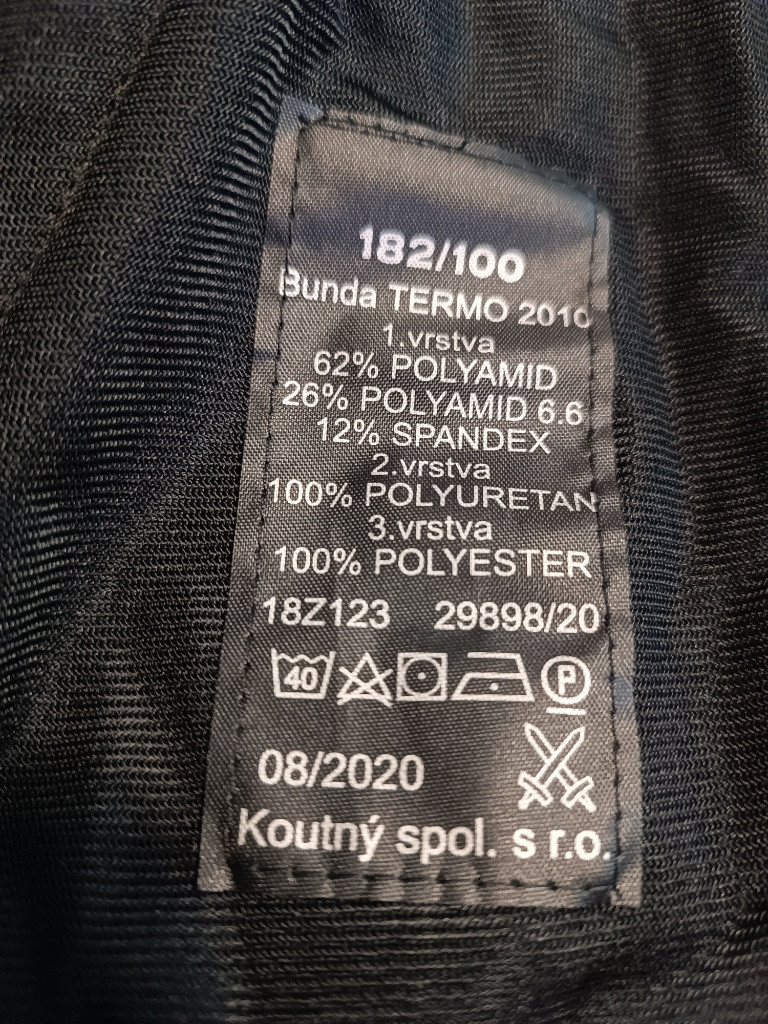 182/100
Bunda TERMO 2010
1.vrstva
62% POLYAMID
26% POLYAMID 6.6
12% SPANDEX
2.vrstva
100% POLYURETAN
3.vrstva
100% POLYESTER
18Z123 29898/20
40 P
08/2020
Koutný spol. s r.o.